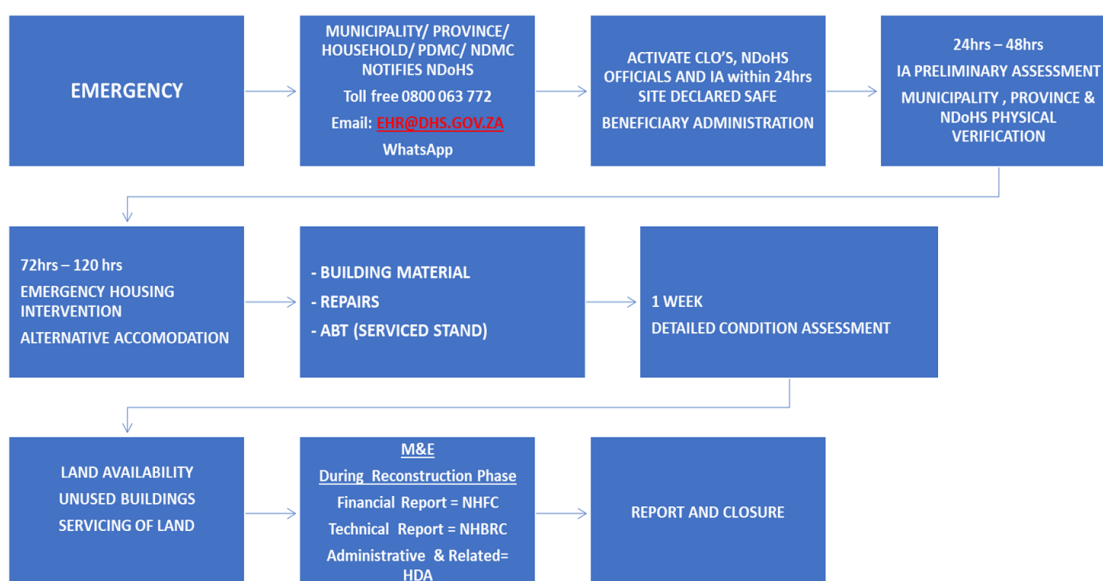 EMERGENCY
MUNICIPALITY/ PROVINCE/
HOUSEHOLD/ PDMC/ NDMC
NOTIFIES NDoHS
Toll free 0800 063 772
Email: EHR@DHS.GOV.ZA
WhatsApp
ACTIVATE CLO'S, NDoHS
OFFICIALS AND IA within 24hrs
SITE DECLARED SAFE
BENEFICIARY ADMINISTRATION
24hrs – 48hrs
IA PRELIMINARY ASSESSMENT
MUNICIPALITY , PROVINCE &
NDoHS PHYSICAL
VERIFICATION
72hrs – 120 hrs
EMERGENCY HOUSING
INTERVENTION
ALTERNATIVE ACCOMODATION
- BUILDING MATERIAL
- REPAIRS
- ABT (SERVICED STAND)
1 WEEK
DETAILED CONDITION ASSESSMENT
LAND AVAILABILITY
UNUSED BUILDINGS
SERVICING OF LAND
M&E
During Reconstruction Phase
Financial Report = NHFC
Technical Report = NHBRC
Administrative & Related=
HDA
REPORT AND CLOSURE